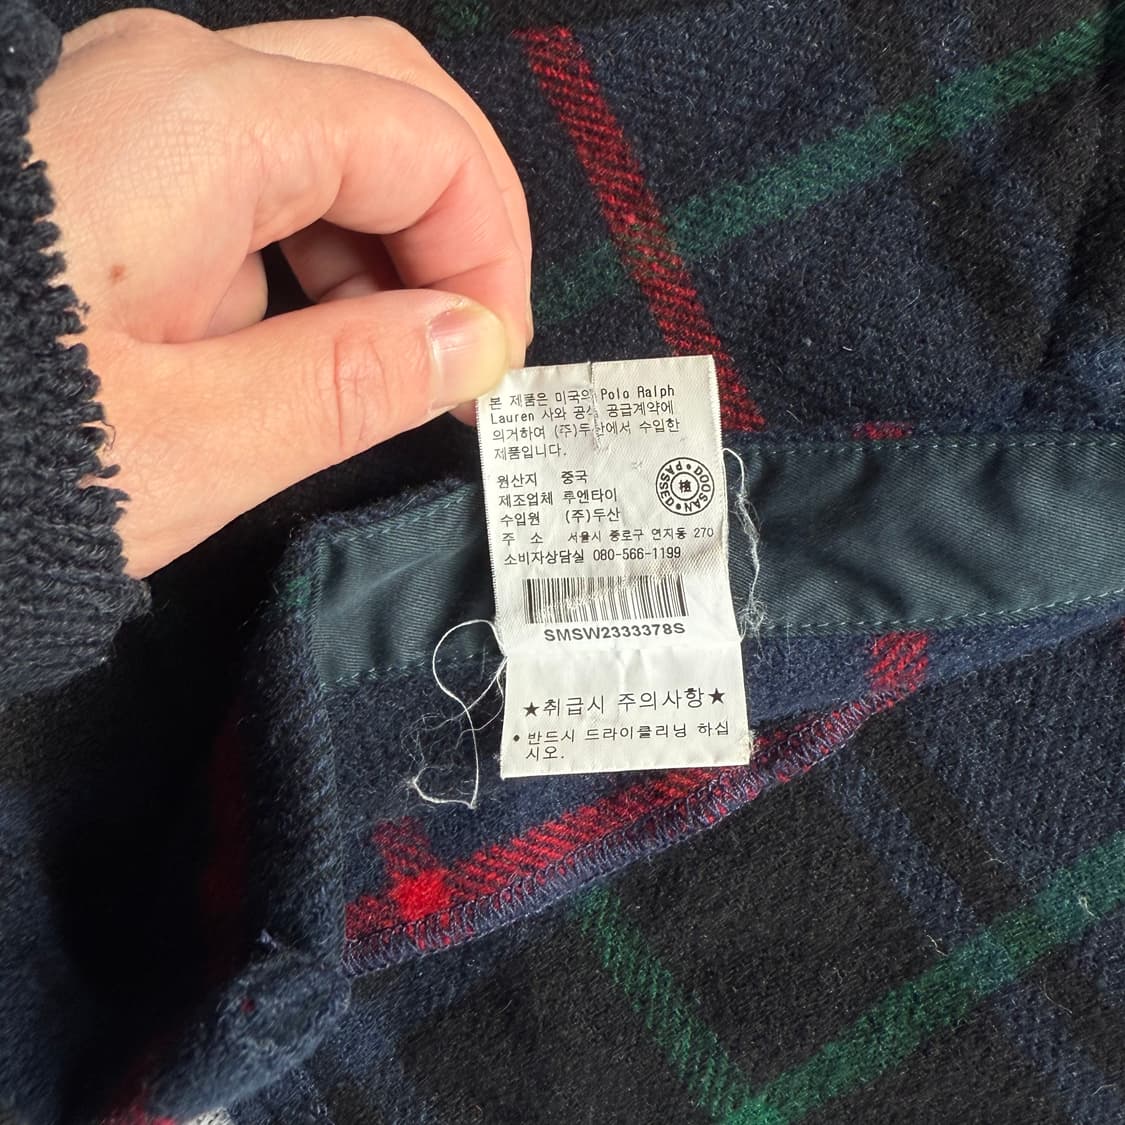 본 제품은 미국의 Polo Ralph
Lauren 사와 공식 공급계약에
의거하여 (주)두산에서 수입한
제품입니다.
원산지 중국
제조업체 루엔타이
수입원 (주)두산
주 소 서울시 종로구 연지동 270
소비자상담실 080-566-1199
DOOSAN • PASSAGE •
SMSW2333378S
★취급시 주의사항★
• 반드시 드라이클리닝 하십
시오.